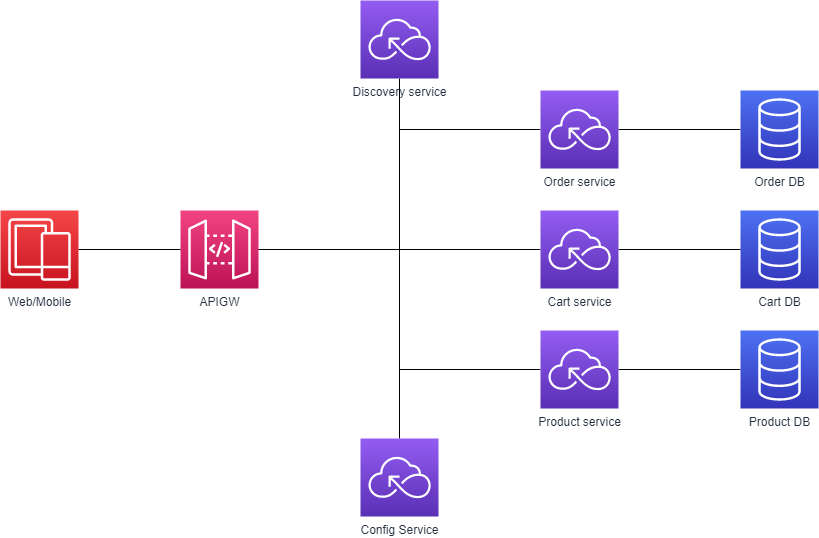 Discovery service
Order service
Order DB
Web/Mobile
</>
APIGW
Cart service
Cart DB
Product service
Product DB
Config Service